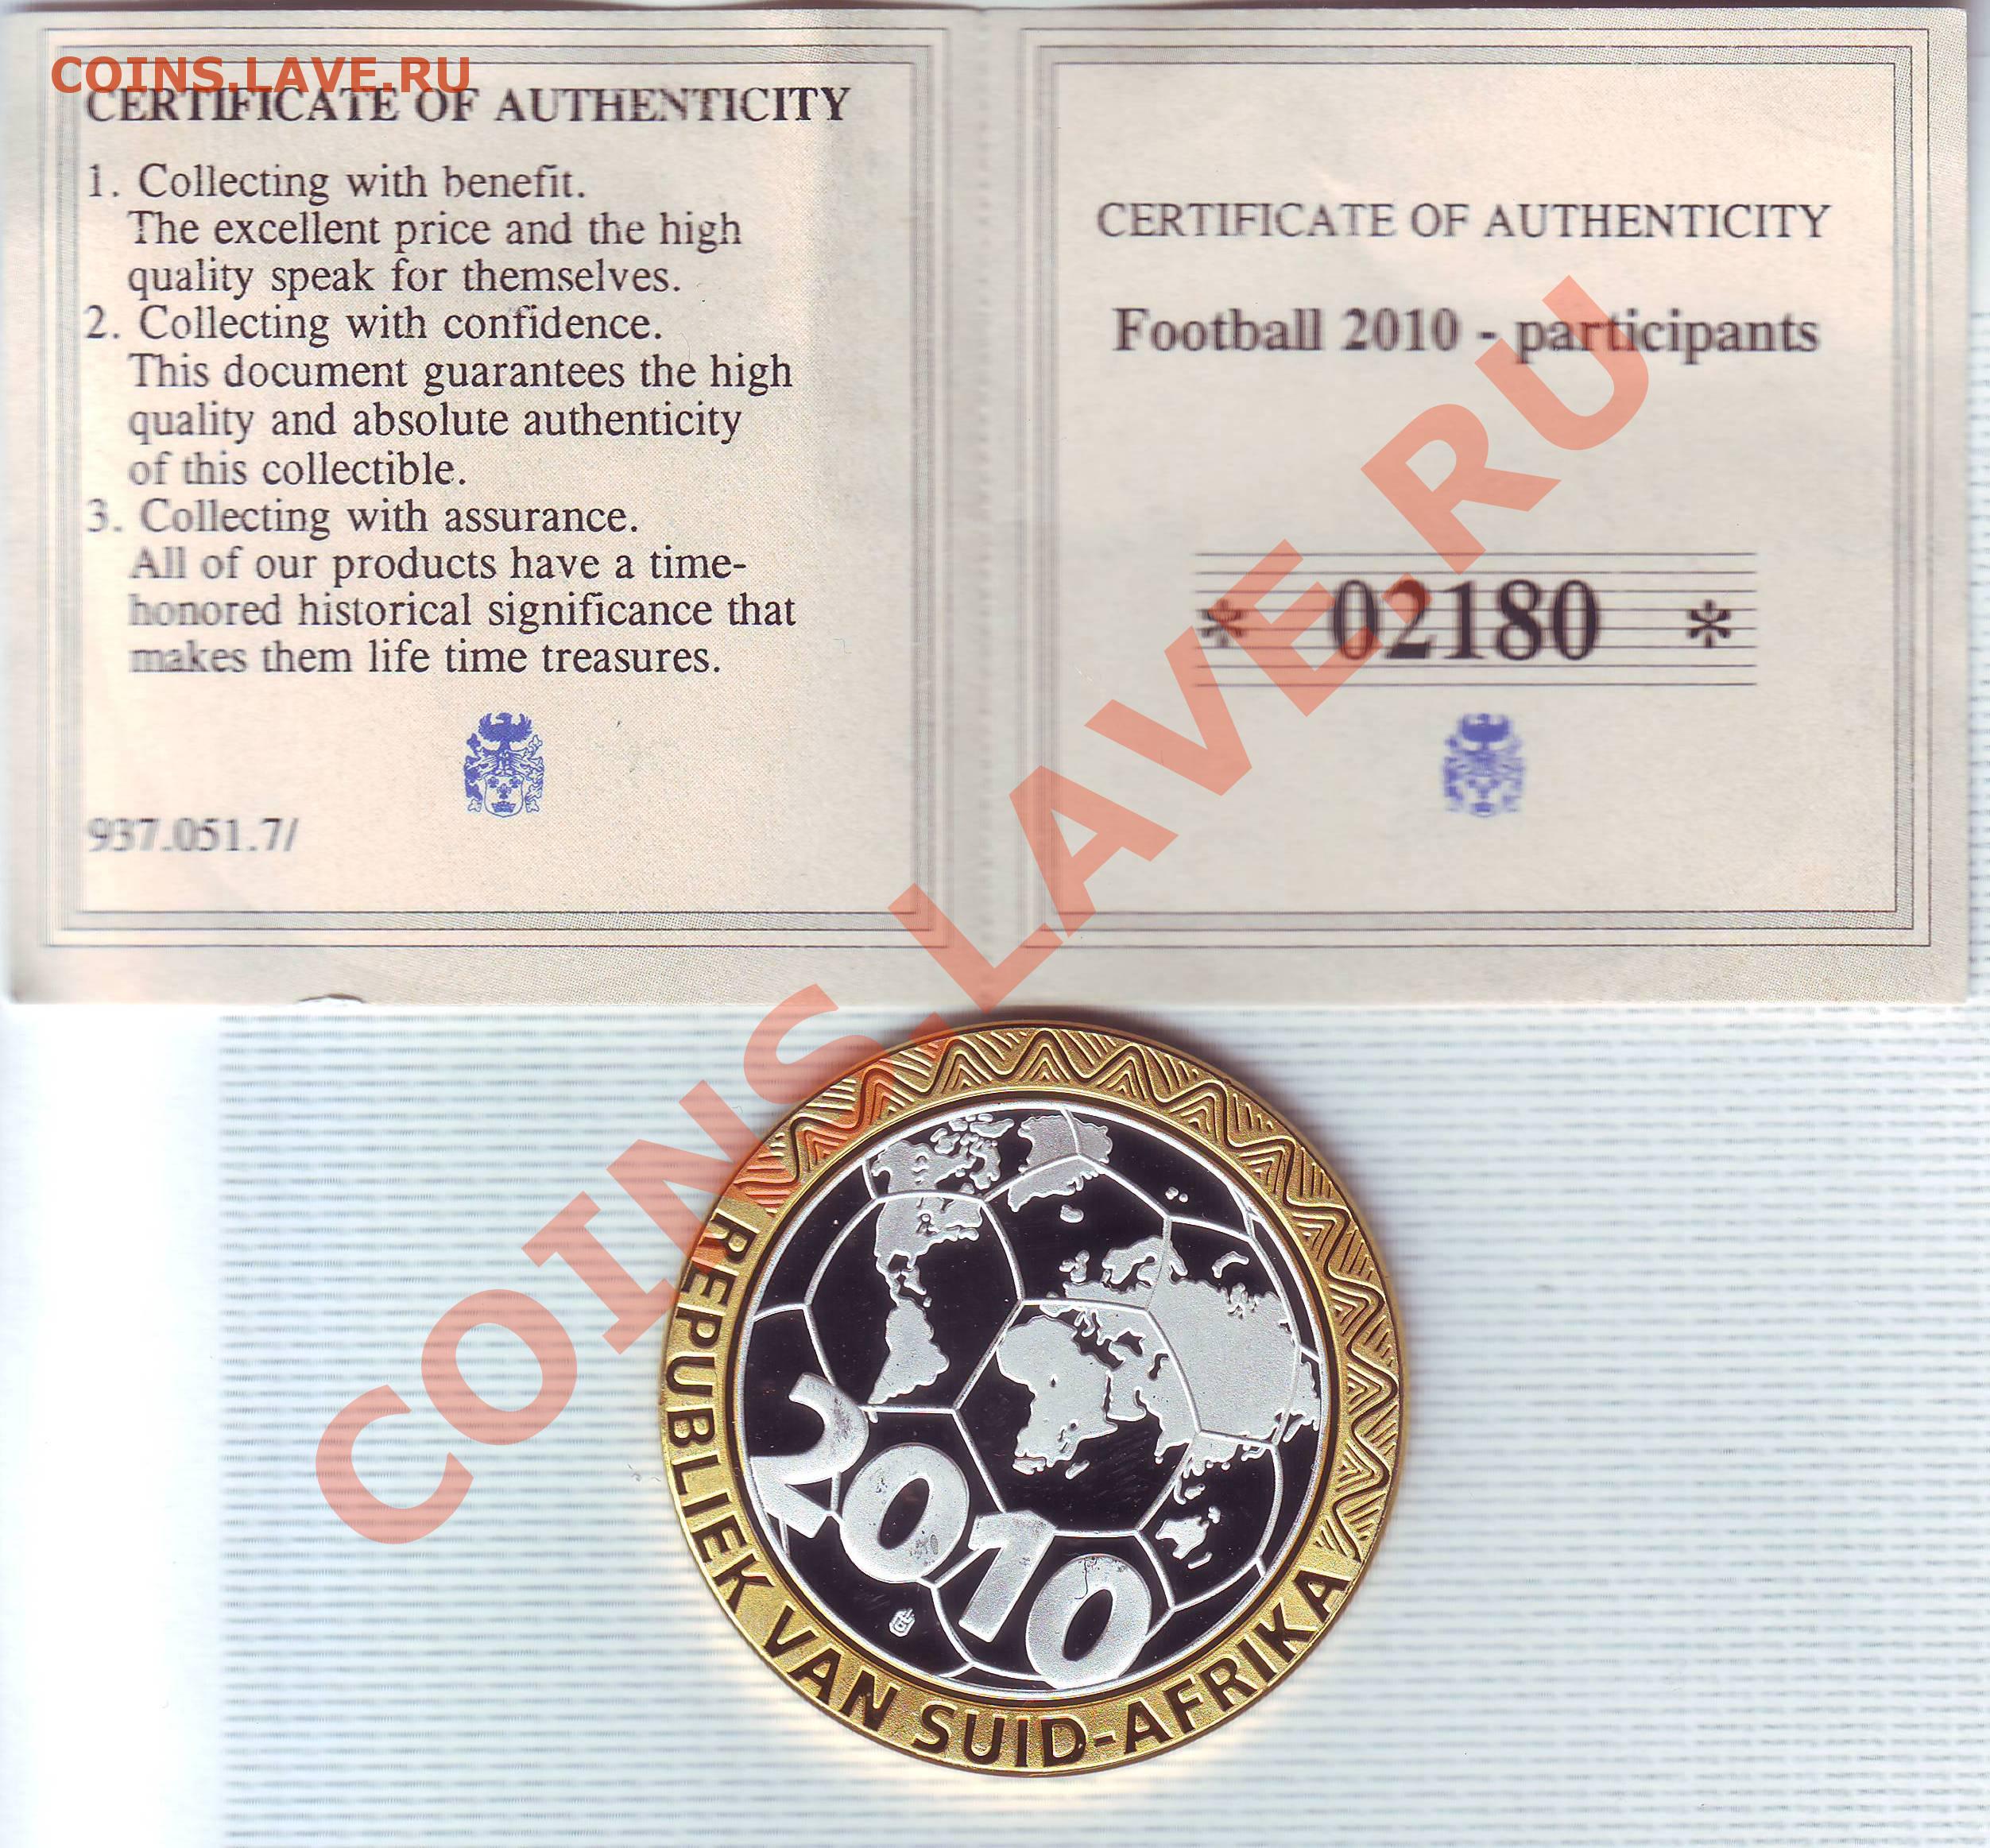 COINS.LAVE.RU
CERTIFICATE OF AUTHENTICITY
1. Collecting with benefit.
The excellent price and the high
quality speak for themselves.
2. Collecting with confidence.
This document guarantees the high
quality and absolute authenticity
of this collectible.
3. Collecting with assurance.
All of our products have a time-
honored historical significance that
makes them life time treasures.
937.051.7/
CERTIFICATE OF AUTHENTICITY
Football 2010 - participants
* 02180 *
COINS.LAVE.RU
2010
REPUBLIEK VAN SUID-AFRIKA